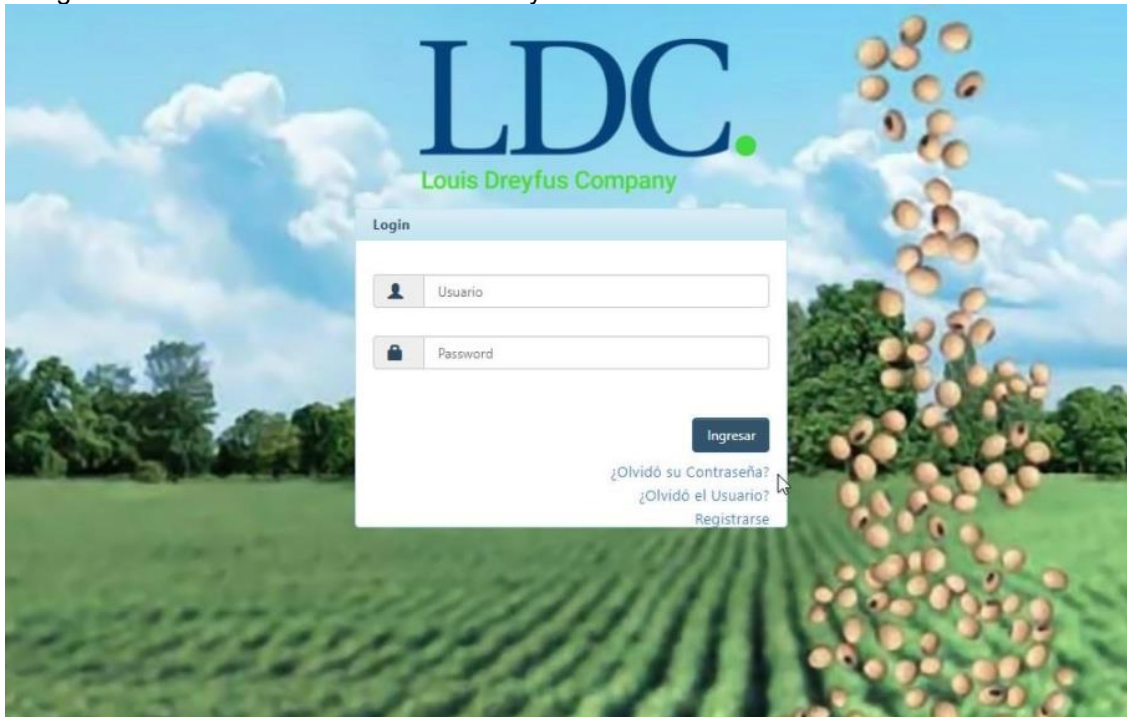 LDC.
Louis Dreyfus Company
Login
Usuario
Password
Ingresar
¿Olvidó su Contraseña?
¿Olvidó el Usuario?
Registrarse